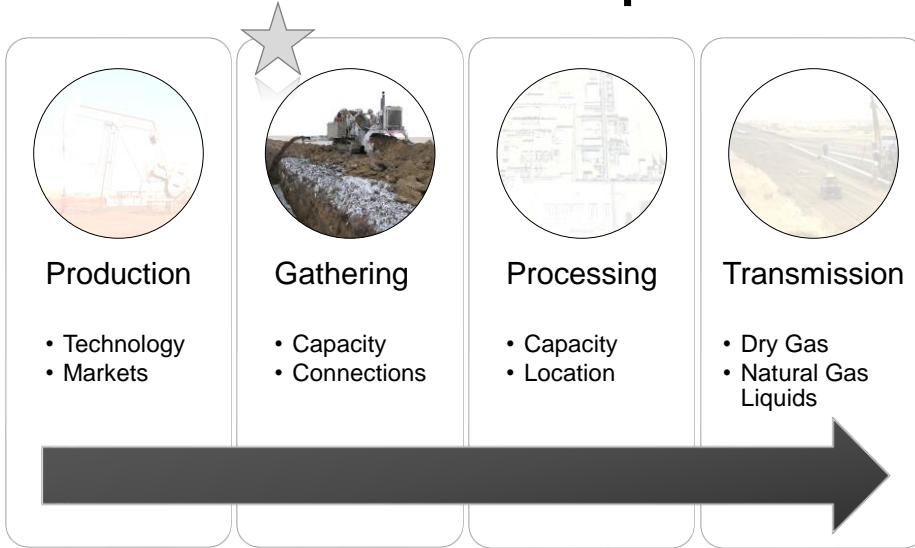 Production
• Technology
• Markets
Gathering
• Capacity
• Connections
Processing
• Capacity
• Location
Transmission
• Dry Gas
• Natural Gas
Liquids